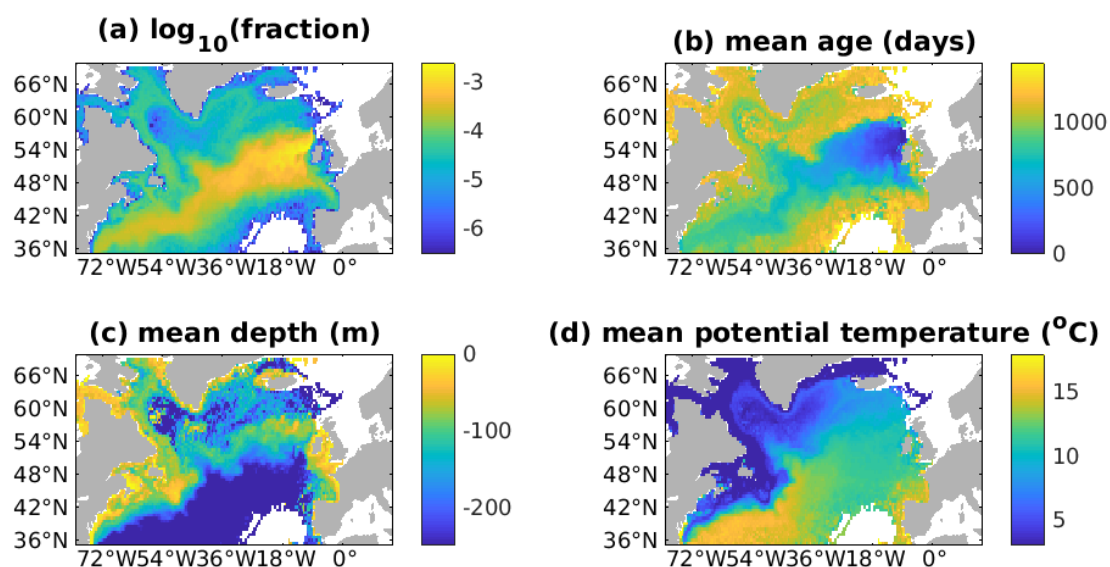 (a) log10(fraction)
66°N
60°N
54°N
48°N
42°N
36°N
72°W54°W36°W18°W 0°
-3
-4
-5
-6
(b) mean age (days)
66°N
60°N
54°N
48°N
42°N
36°N
72°W54°W36°W18°W 0°
1000
500
0
(c) mean depth (m)
66°N
60°N
54°N
48°N
42°N
36°N
72°W54°W36°W18°W 0°
0
-100
-200
(d) mean potential temperature (°C)
66°N
60°N
54°N
48°N
42°N
36°N
72°W54°W36°W18°W 0°
15
10
5